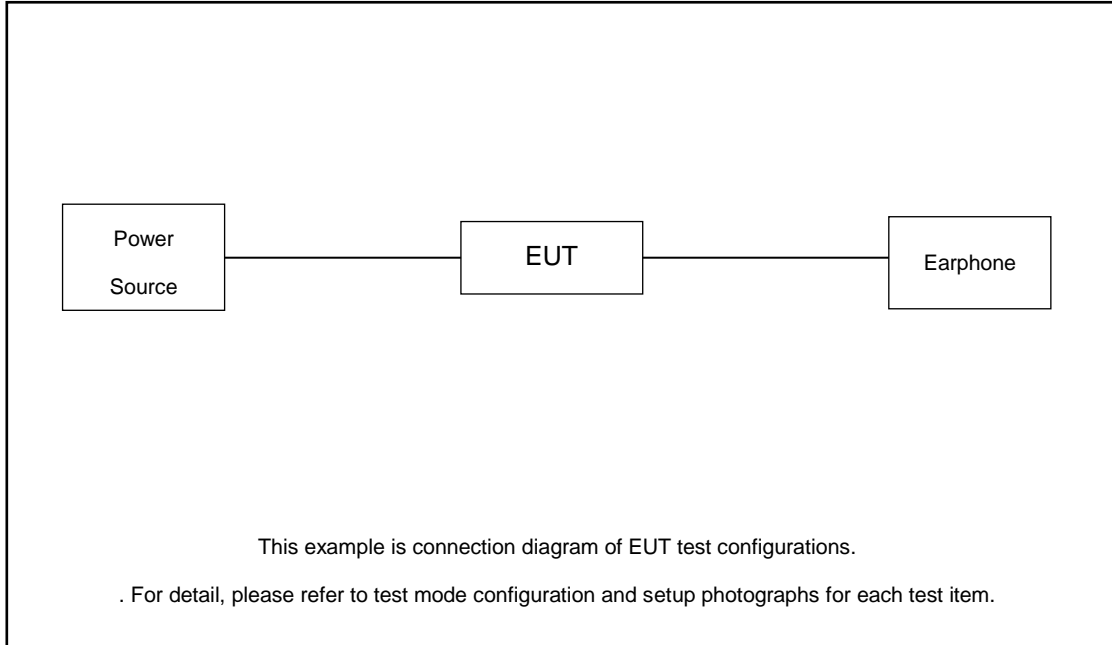 Power
Source
EUT
Earphone
This example is connection diagram of EUT test configurations.
. For detail, please refer to test mode configuration and setup photographs for each test item.